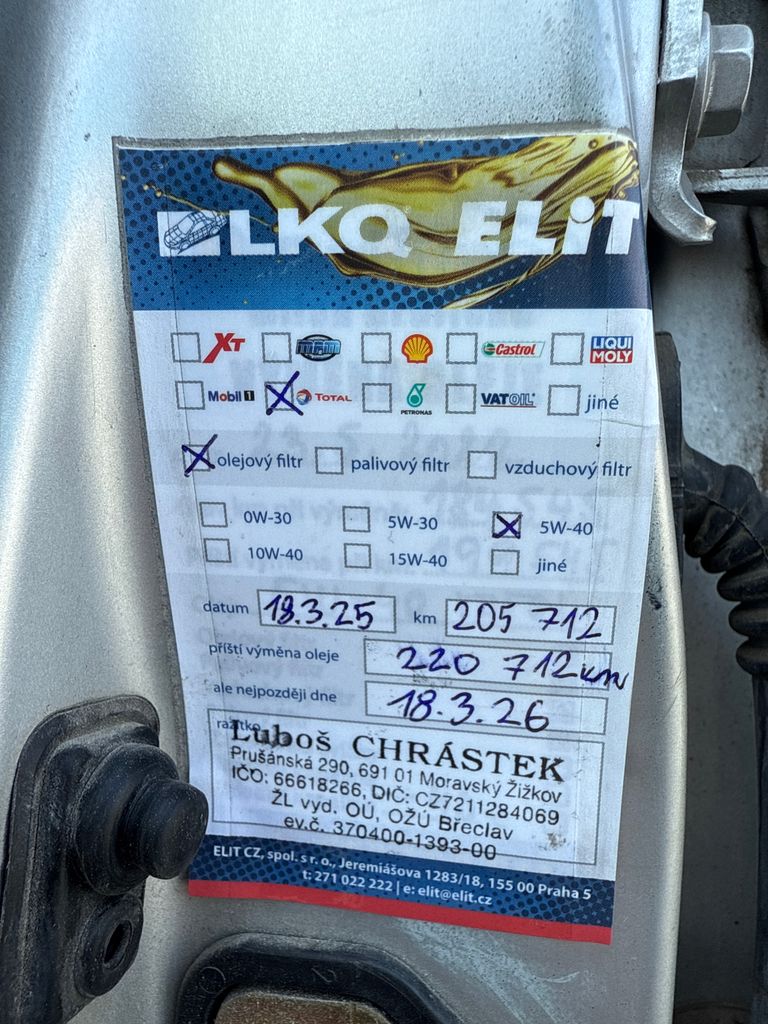 LKQ ELiT
XT MPM Castrol LIQUI MOLY
Mobil 1 TOTAL PETRONAS VATOIL jiné
olejový filtr palivový filtr vzduchový filtr
0W-30 5W-30 5W-40
10W-40 15W-40 jiné
datum 18.3.25 km 205 712
příští výměna oleje 220 712 km
ale nejpozději dne 18.3.26
razítko
Luboš CHRÁSTEK
Prušánská 290, 691 01 Moravský Žižkov
IČO: 66618266, DIČ: CZ7211284069
ŽL vyd. OÚ, OŽÚ Břeclav
ev.č. 370400-1393-00
ELIT CZ, spol. s r. o., Jeremiášova 1283/18, 155 00 Praha 5
t: 271 022 222 | e: elit@elit.cz